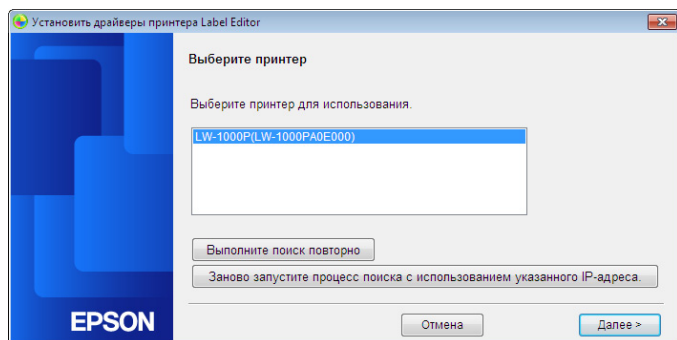 Установить драйверы принтера Label Editor
Выберите принтер
Выберите принтер для использования.
LW-1000P(LW-1000PA0E000)
Выполните поиск повторно
Заново запустите процесс поиска с использованием указанного IP-адреса.
EPSON
Отмена
Далее >